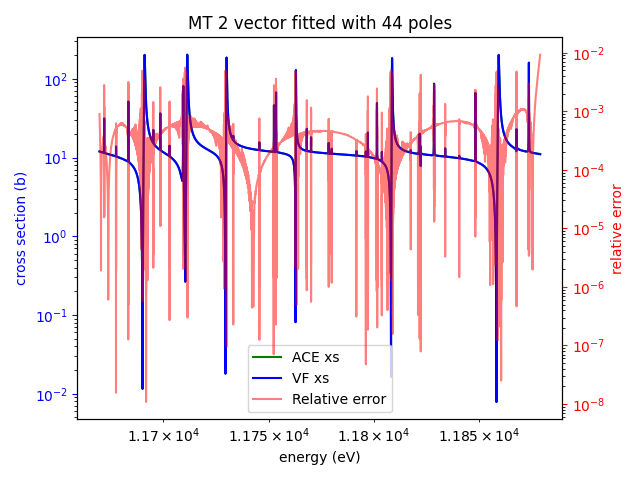 MT 2 vector fitted with 44 poles
10²
10¹
10⁰
10⁻¹
10⁻²
cross section (b)
10⁻²
10⁻³
10⁻⁴
10⁻⁵
10⁻⁶
10⁻⁷
10⁻⁸
relative error
ACE xs
VF xs
Relative error
1.17 × 10⁴ 1.175 × 10⁴ 1.18 × 10⁴ 1.185 × 10⁴
energy (eV)